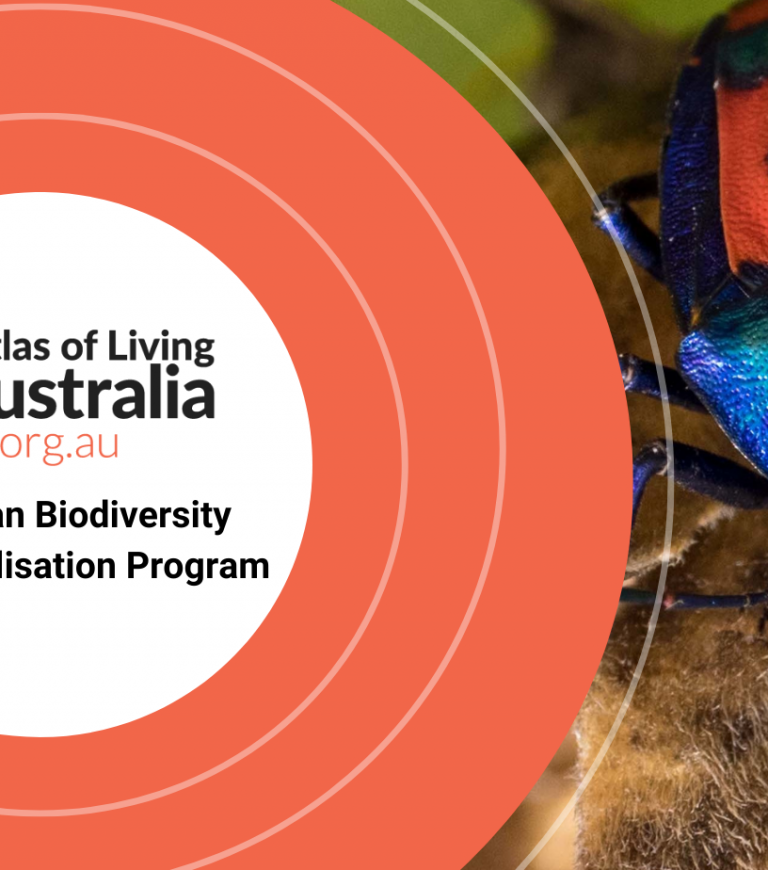 tlas of Living
ustralia
.org.au
an Biodiversity
lisation Program